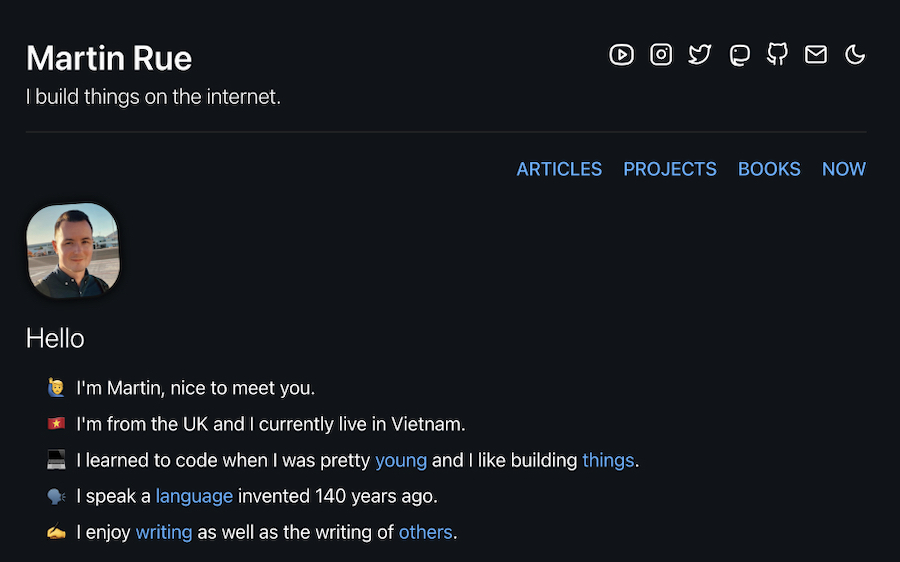 Martin Rue
I build things on the internet.
ARTICLES PROJECTS BOOKS NOW
Hello
I'm Martin, nice to meet you.
I'm from the UK and I currently live in Vietnam.
I learned to code when I was pretty young and I like building things.
I speak a language invented 140 years ago.
I enjoy writing as well as the writing of others.